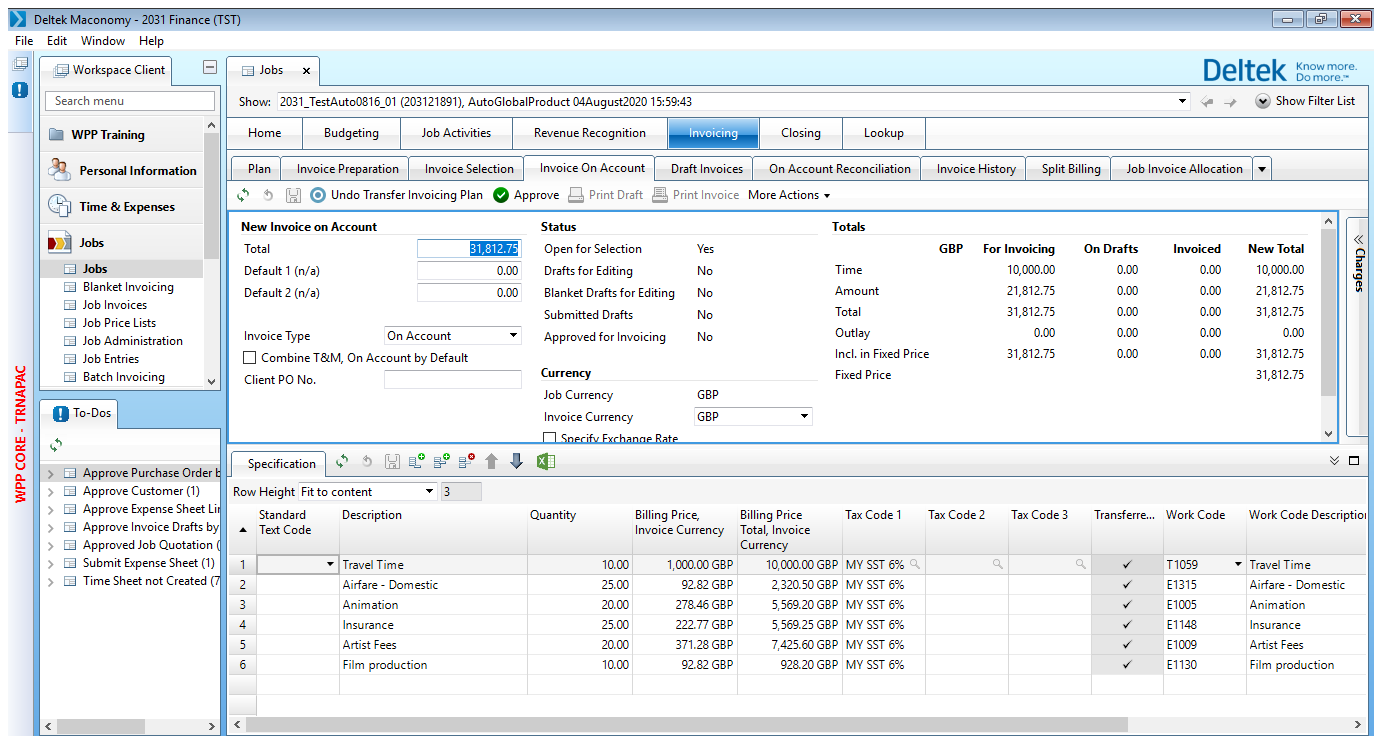 Deltek Maconomy - 2031 Finance (TST)
File Edit Window Help
Workspace Client
Search menu
WPP Training
Personal Information
Time & Expenses
Jobs
Jobs
Blanket Invoicing
Job Invoices
Job Price Lists
Job Administration
Job Entries
Batch Invoicing
WPP CORE - TRNAPAC
To-Dos
Approve Purchase Order b
Approve Customer (1)
Approve Expense Sheet Lin
Approve Invoice Drafts by
Approved Job Quotation (
Submit Expense Sheet (1)
Time Sheet not Created (7
Jobs x
Deltek Know more.
Do more.™
Show: 2031_TestAuto0816_01 (203121891), AutoGlobalProduct 04August2020 15:59:43 Show Filter List
Home Budgeting Job Activities Revenue Recognition Invoicing Closing Lookup
Plan Invoice Preparation Invoice Selection Invoice On Account Draft Invoices On Account Reconciliation Invoice History Split Billing Job Invoice Allocation
Undo Transfer Invoicing Plan Approve Print Draft Print Invoice More Actions
New Invoice on Account
Total 31,812.75
Default 1 (n/a) 0.00
Default 2 (n/a) 0.00
Invoice Type On Account
Combine T&M, On Account by Default
Client PO No.
Status
Open for Selection Yes
Drafts for Editing No
Blanket Drafts for Editing No
Submitted Drafts No
Approved for Invoicing No
Currency
Job Currency GBP
Invoice Currency GBP
Specify Exchange Rate
Totals
GBP For Invoicing On Drafts Invoiced New Total
Time 10,000.00 0.00 0.00 10,000.00
Amount 21,812.75 0.00 0.00 21,812.75
Total 31,812.75 0.00 0.00 31,812.75
Outlay 0.00 0.00 0.00 0.00
Incl. in Fixed Price 31,812.75 0.00 0.00 31,812.75
Fixed Price 31,812.75
Charges
Specification
Row Height Fit to content 3
Standard Text Code Description Quantity Billing Price, Invoice Currency Billing Price Total, Invoice Currency Tax Code 1 Tax Code 2 Tax Code 3 Transferre... Work Code Work Code Description
1 Travel Time 10.00 1,000.00 GBP 10,000.00 GBP MY SST 6% ✓ T1059 Travel Time
2 Airfare - Domestic 25.00 92.82 GBP 2,320.50 GBP MY SST 6% ✓ E1315 Airfare - Domestic
3 Animation 20.00 278.46 GBP 5,569.20 GBP MY SST 6% ✓ E1005 Animation
4 Insurance 25.00 222.77 GBP 5,569.25 GBP MY SST 6% ✓ E1148 Insurance
5 Artist Fees 20.00 371.28 GBP 7,425.60 GBP MY SST 6% ✓ E1009 Artist Fees
6 Film production 10.00 92.82 GBP 928.20 GBP MY SST 6% ✓ E1130 Film production